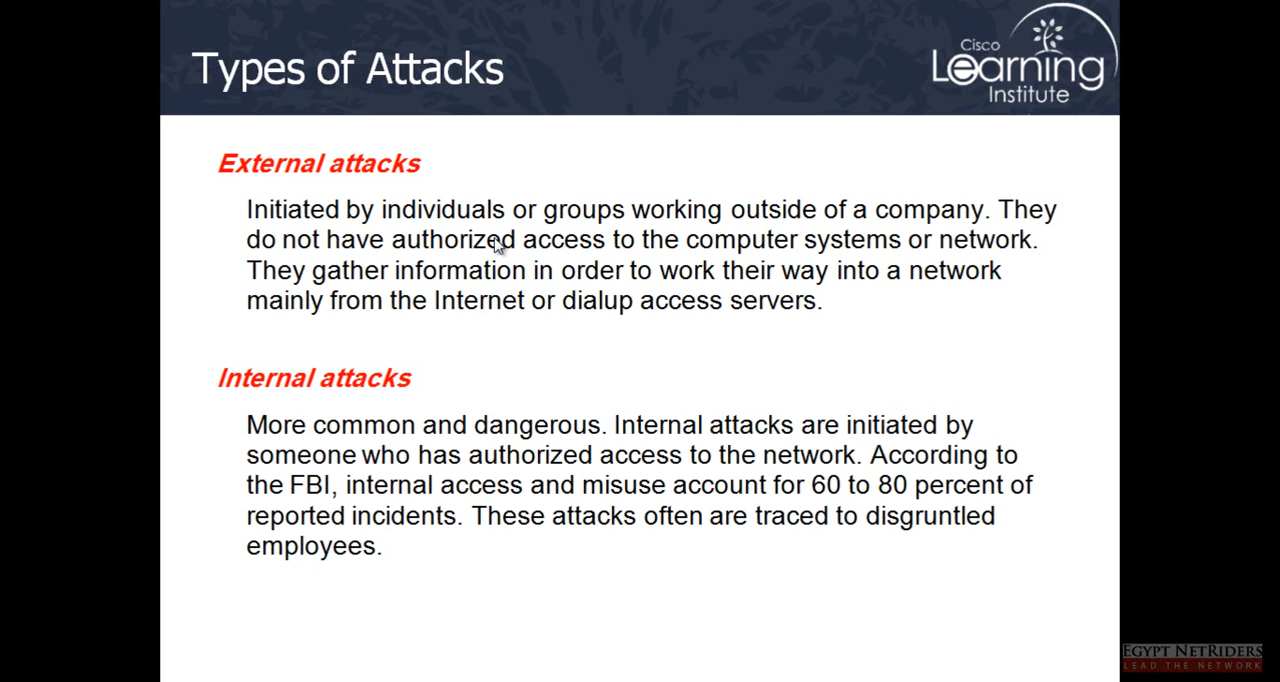 Types of Attacks
Cisco
Learning
Institute
External attacks
Initiated by individuals or groups working outside of a company. They
do not have authorized access to the computer systems or network.
They gather information in order to work their way into a network
mainly from the Internet or dialup access servers.
Internal attacks
More common and dangerous. Internal attacks are initiated by
someone who has authorized access to the network. According to
the FBI, internal access and misuse account for 60 to 80 percent of
reported incidents. These attacks often are traced to disgruntled
employees.
EGYPT NETRIDERS
LEAD THE NETWORK